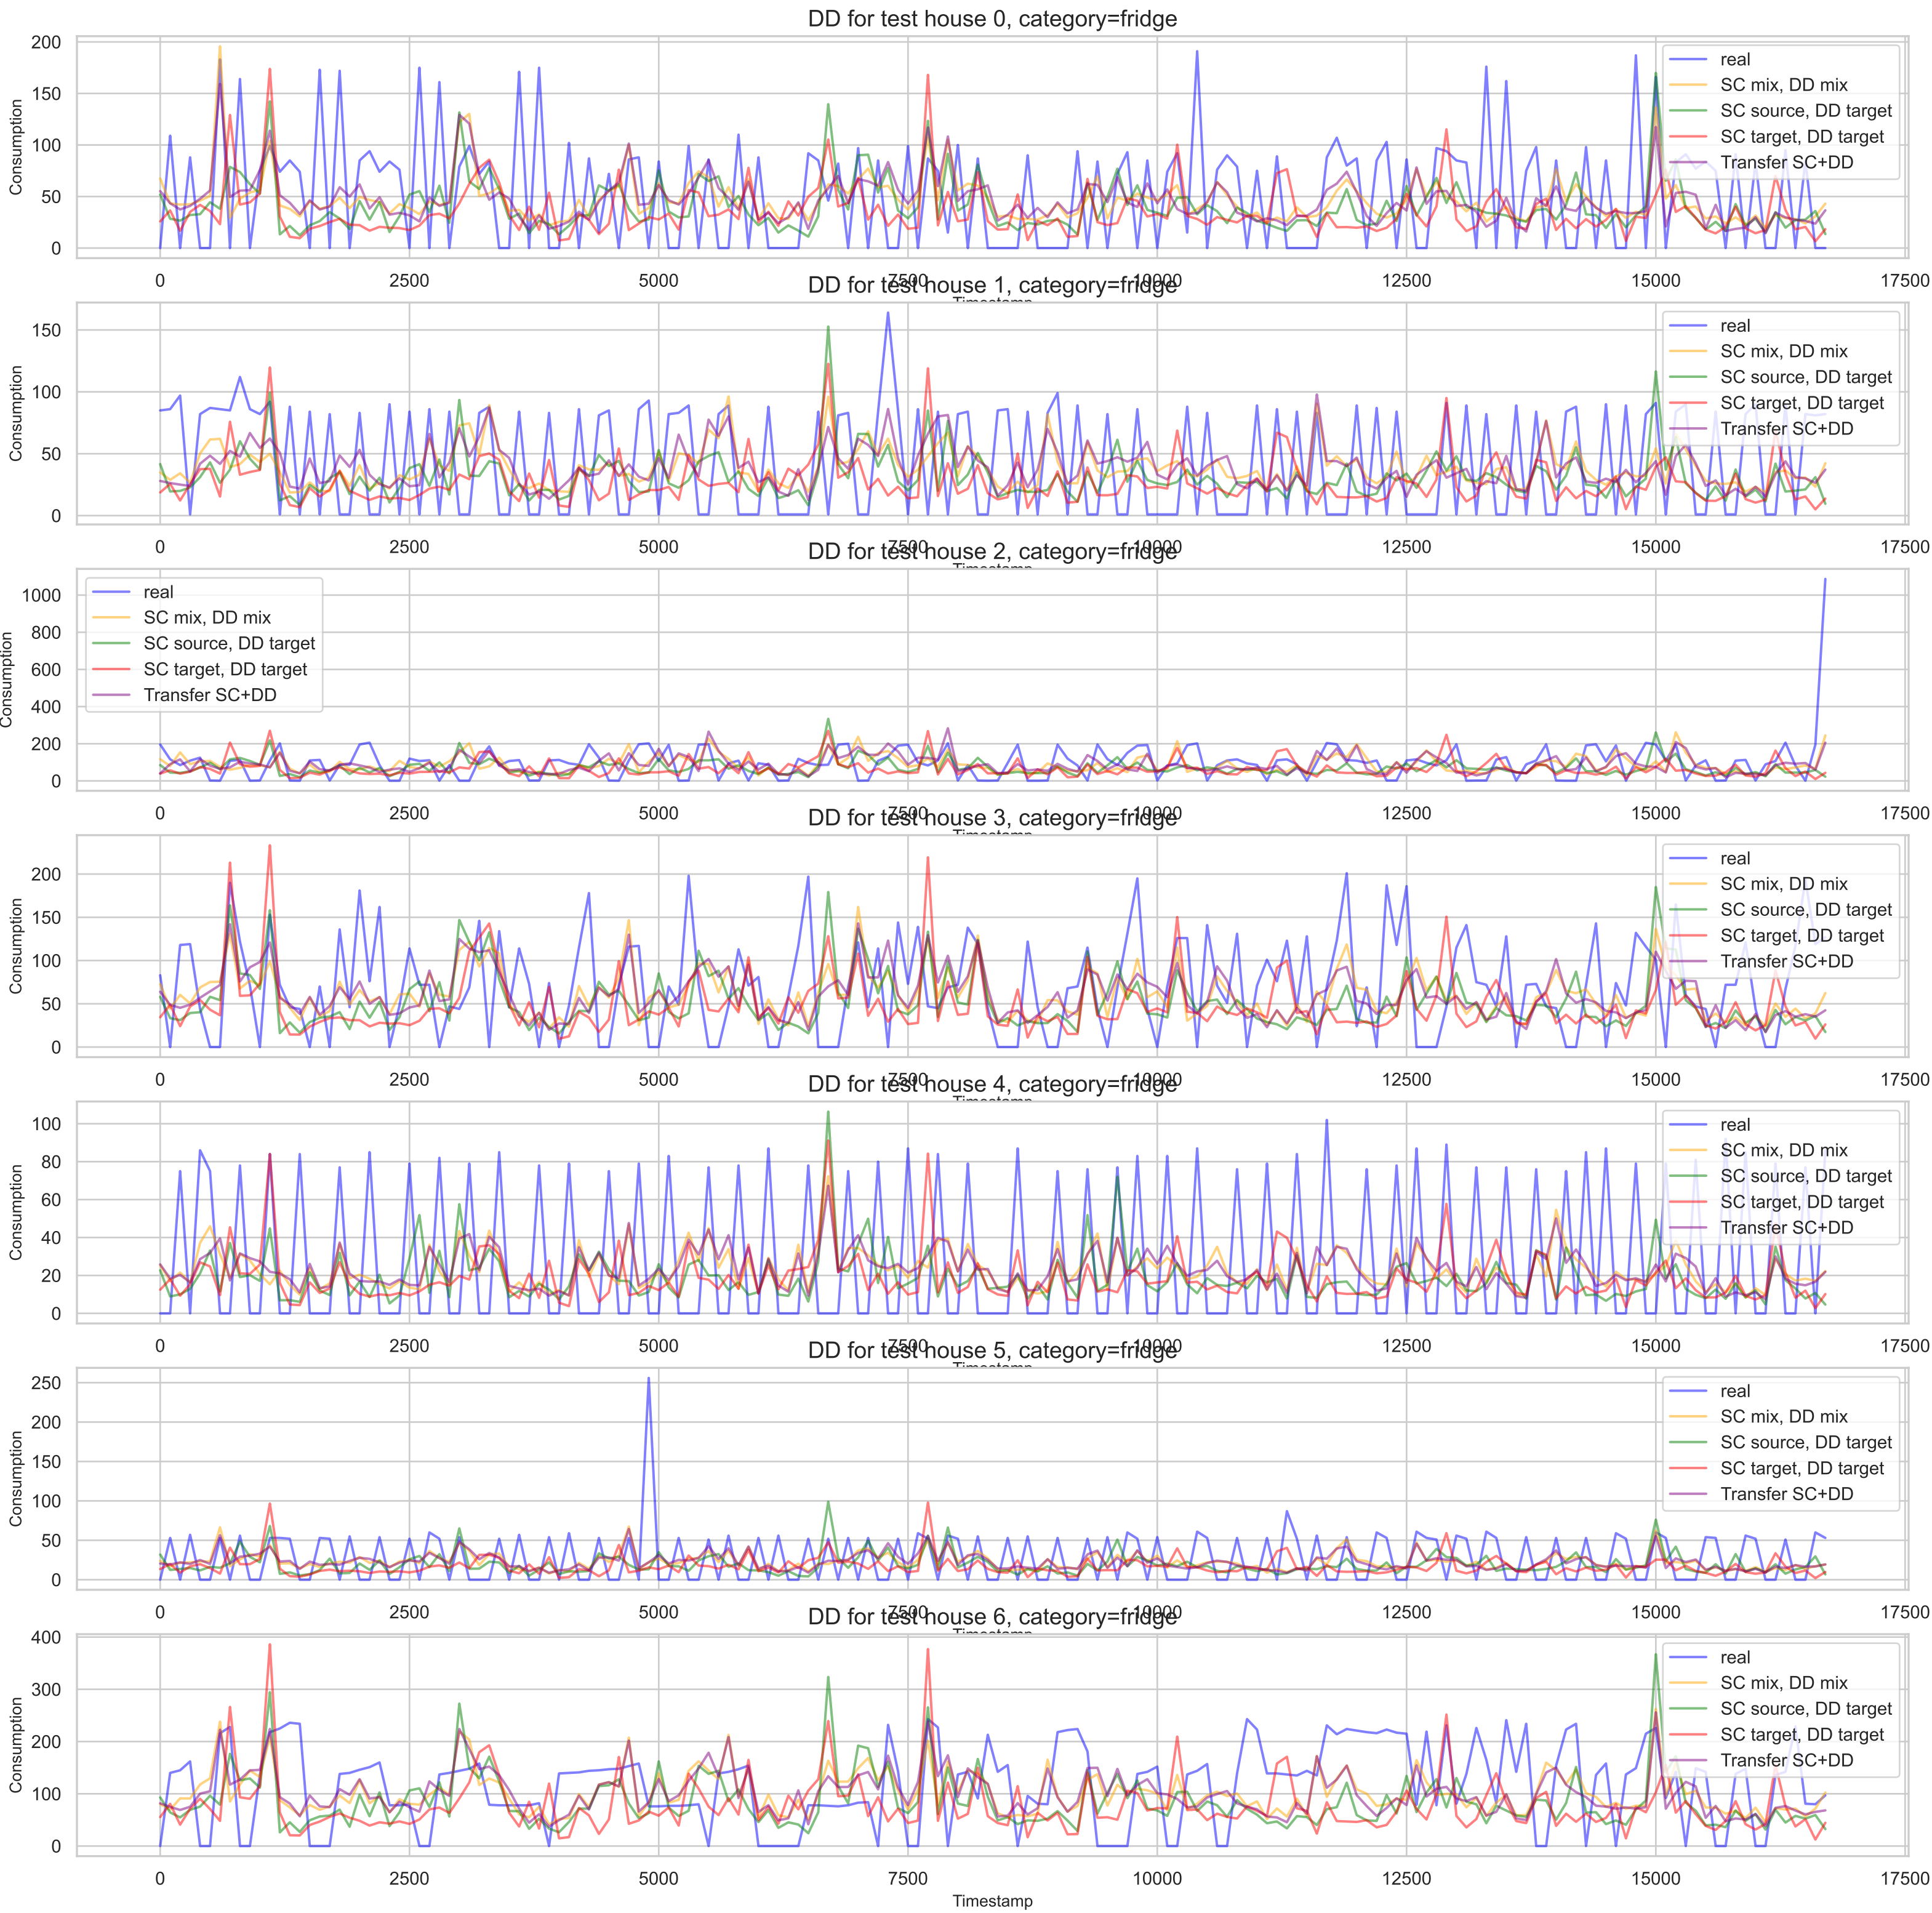 DD for test house 0, category=fridge
200
150
100
50
0
Consumption
real
SC mix, DD mix
SC source, DD target
SC target, DD target
Transfer SC+DD
0 2500 5000 7500 10000 12500 15000 17500
Timestamp
DD for test house 1, category=fridge
150
100
50
0
Consumption
real
SC mix, DD mix
SC source, DD target
SC target, DD target
Transfer SC+DD
0 2500 5000 7500 10000 12500 15000 17500
Timestamp
DD for test house 2, category=fridge
1000
800
600
400
200
0
Consumption
real
SC mix, DD mix
SC source, DD target
SC target, DD target
Transfer SC+DD
0 2500 5000 7500 10000 12500 15000 17500
Timestamp
DD for test house 3, category=fridge
200
150
100
50
0
Consumption
real
SC mix, DD mix
SC source, DD target
SC target, DD target
Transfer SC+DD
0 2500 5000 7500 10000 12500 15000 17500
Timestamp
DD for test house 4, category=fridge
100
80
60
40
20
0
Consumption
real
SC mix, DD mix
SC source, DD target
SC target, DD target
Transfer SC+DD
0 2500 5000 7500 10000 12500 15000 17500
Timestamp
DD for test house 5, category=fridge
250
200
150
100
50
0
Consumption
real
SC mix, DD mix
SC source, DD target
SC target, DD target
Transfer SC+DD
0 2500 5000 7500 10000 12500 15000 17500
Timestamp
DD for test house 6, category=fridge
400
300
200
100
0
Consumption
real
SC mix, DD mix
SC source, DD target
SC target, DD target
Transfer SC+DD
0 2500 5000 7500 10000 12500 15000 17500
Timestamp